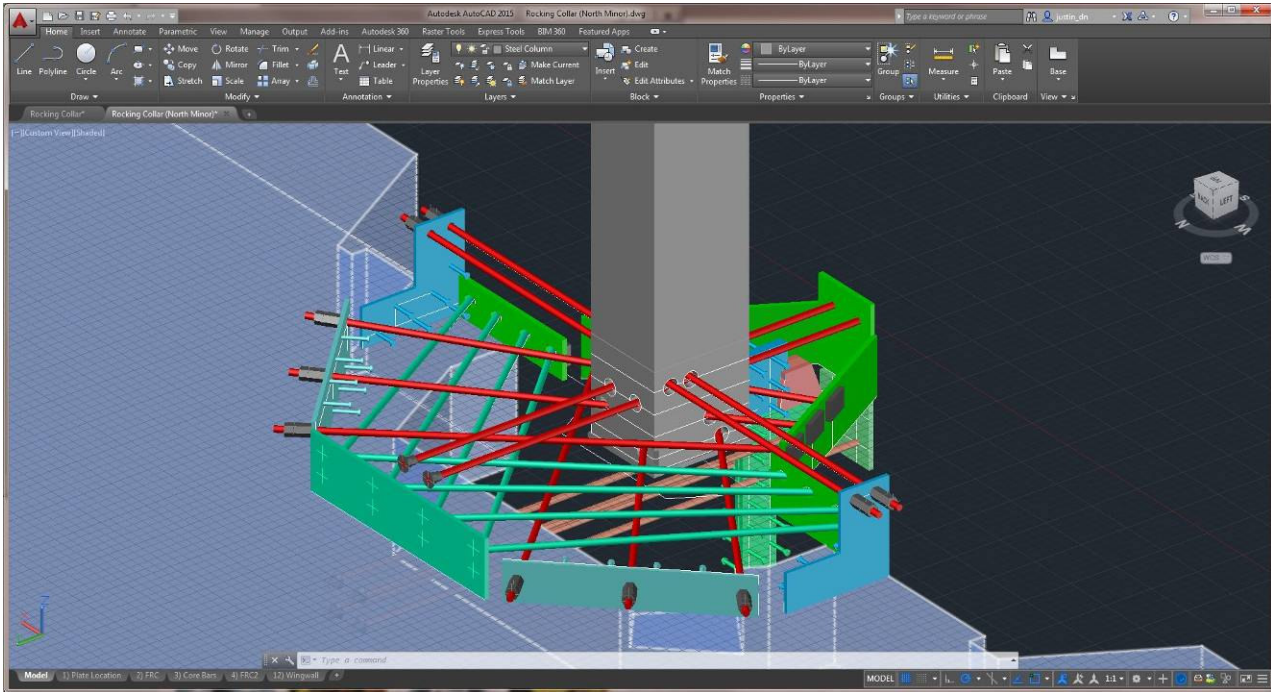 Autodesk AutoCAD 2015 Rocking Collar (North Minor).dwg
Type a keyword or phrase
justin_dn
Home Insert Annotate Parametric View Manage Output Add-ins Autodesk 360 Raster Tools Express Tools BIM 360 Featured Apps
Line Polyline Circle Arc
Move Rotate Trim
Copy Mirror Fillet
Stretch Scale Array
Text Linear
Leader
Table
Layer Properties
Steel Column
Make Current
Match Layer
Insert
Create
Edit
Edit Attributes
Match Properties
ByLayer
ByLayer
ByLayer
Group
Measure
Paste
Base
Draw Modify Annotation Layers Block Properties Groups Utilities Clipboard View
Rocking Collar* Rocking Collar (North Minor)*
[−][Custom View][Shaded]
BACK LEFT
S
N W
WCS
Type a command
Model 1) Plate Location 2) FRC 3) Core Bars 4) FRC2 12) Wingwall
MODEL 1:1